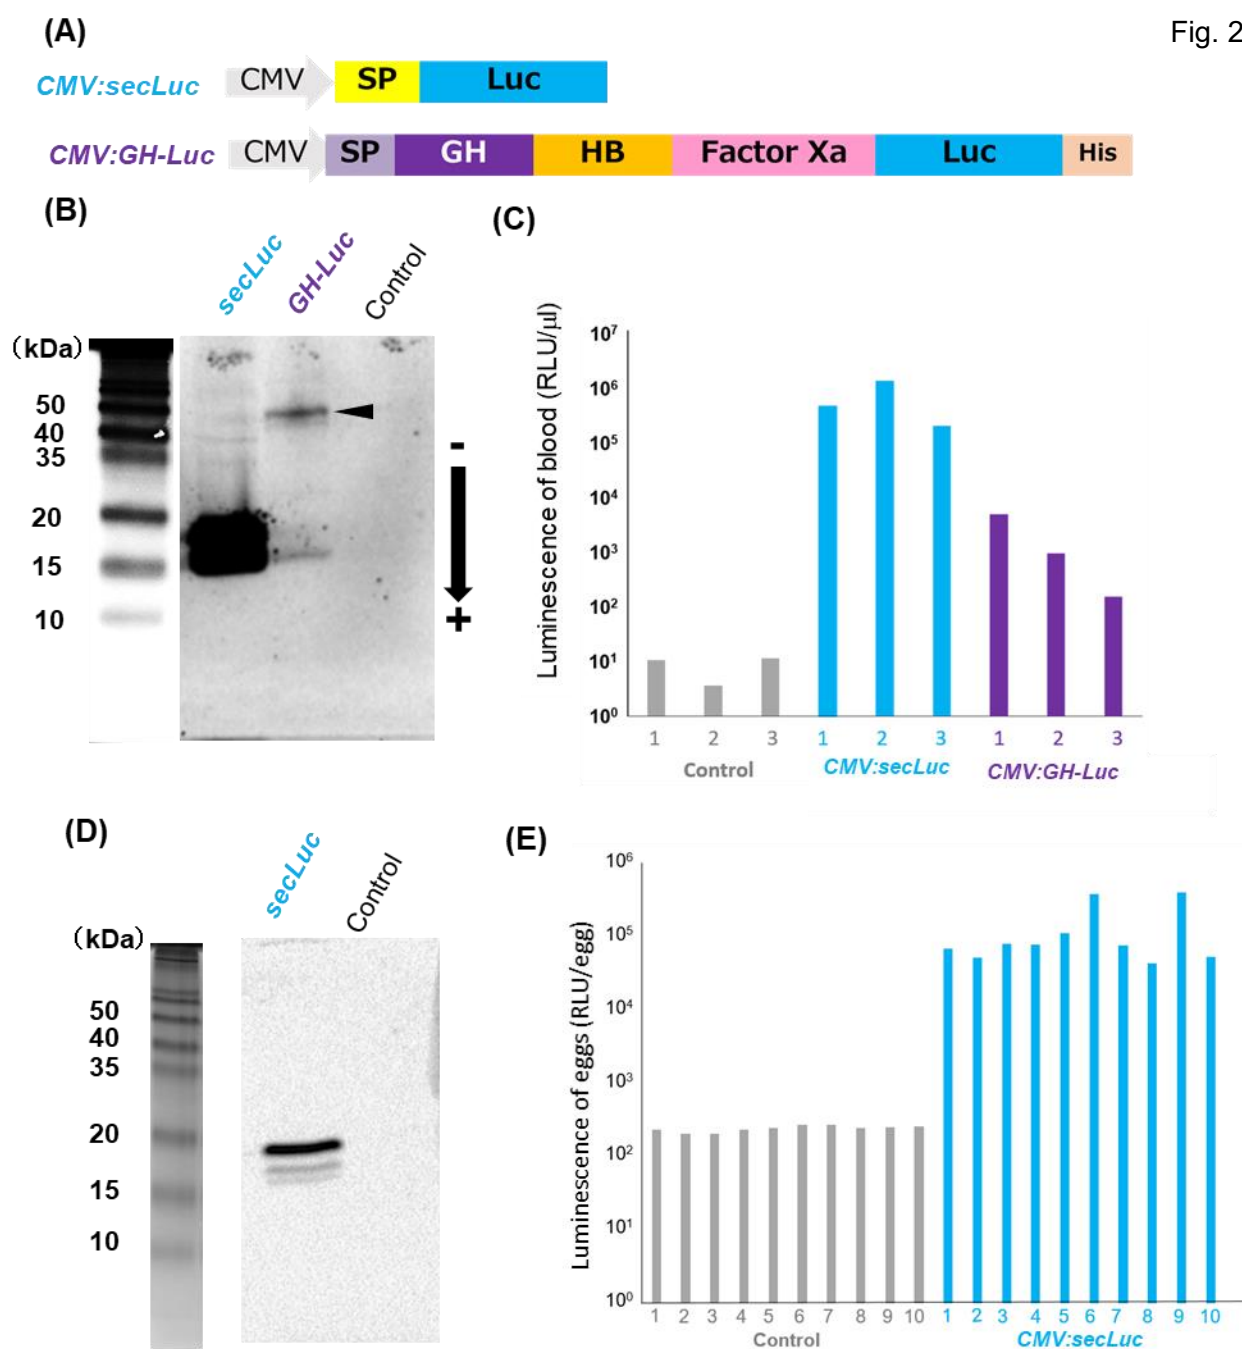 (A)
Fig. 2
CMV:secLuc CMV SP Luc
CMV:GH-Luc CMV SP GH HB Factor Xa Luc His
(B)
secLuc
GH-Luc
Control
(kDa)
50
40
35
20
15
10
-
+
(C)
Luminescence of blood (RLU/μl)
10⁷
10⁶
10⁵
10⁴
10³
10²
10¹
10⁰
1 2 3 1 2 3 1 2 3
Control CMV:secLuc CMV:GH-Luc
(D)
secLuc
Control
(kDa)
50
40
35
20
15
10
(E)
Luminescence of eggs (RLU/egg)
10⁶
10⁵
10⁴
10³
10²
10¹
10⁰
1 2 3 4 5 6 7 8 9 10 1 2 3 4 5 6 7 8 9 10
Control CMV:secLuc